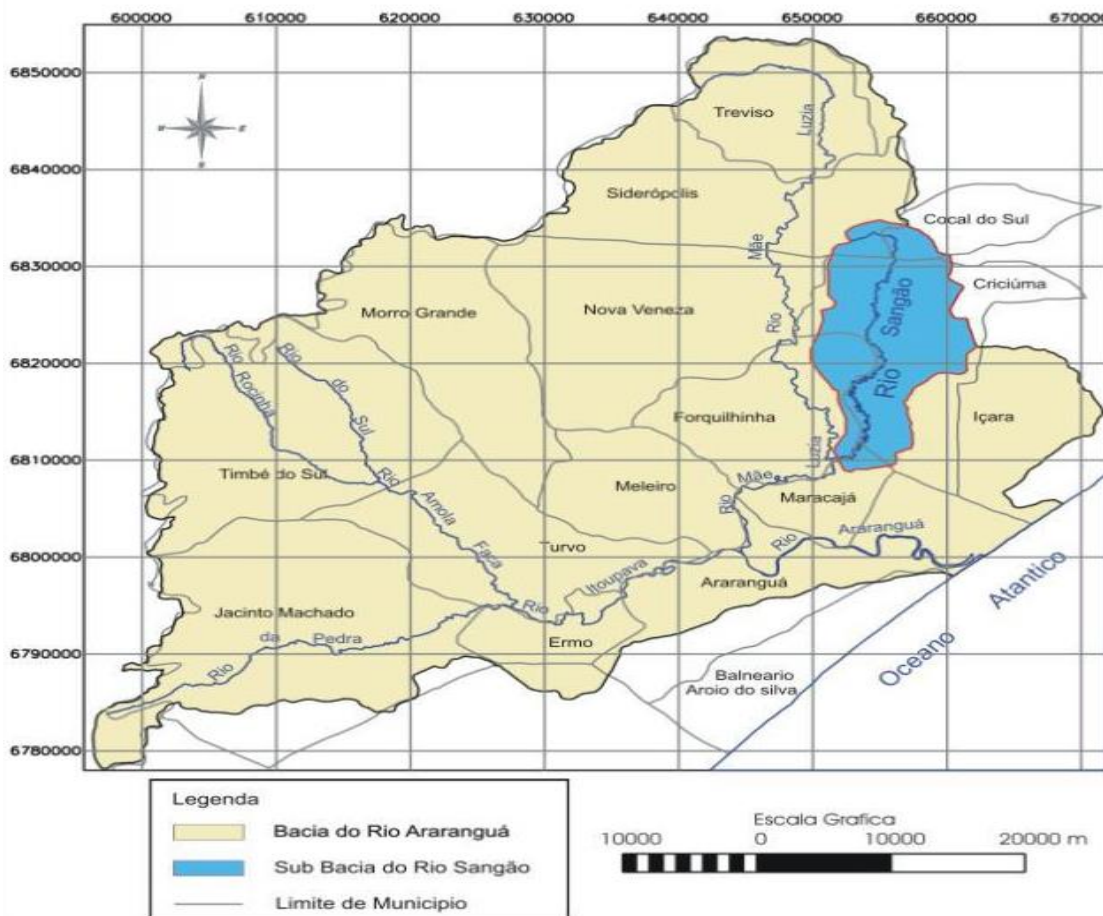 600000 610000 620000 630000 640000 650000 660000 670000
6850000
6840000
6830000
6820000
6810000
6800000
6790000
6780000
Treviso
Luzia
Siderópolis
Cocal do Sul
Mãe
Criciúma
Morro Grande
Nova Veneza
Rio
Rio Sangão
Rio Rocinha
Rio do Sul
Forquilhinha
Içara
Luzia
Timbé do Sul
Rio
Meleiro
Mãe
Maracajá
Rio
Amola Faca
Turvo
Rio Araranguá
Itoupava
Araranguá
Atantico
Jacinto Machado
Rio
Rio da Pedra
Ermo
Oceano
Balneario
Aroio do silva
Legenda
Bacia do Rio Araranguá
Sub Bacia do Rio Sangão
Limite de Municipio
Escala Grafica
10000 0 10000 20000 m